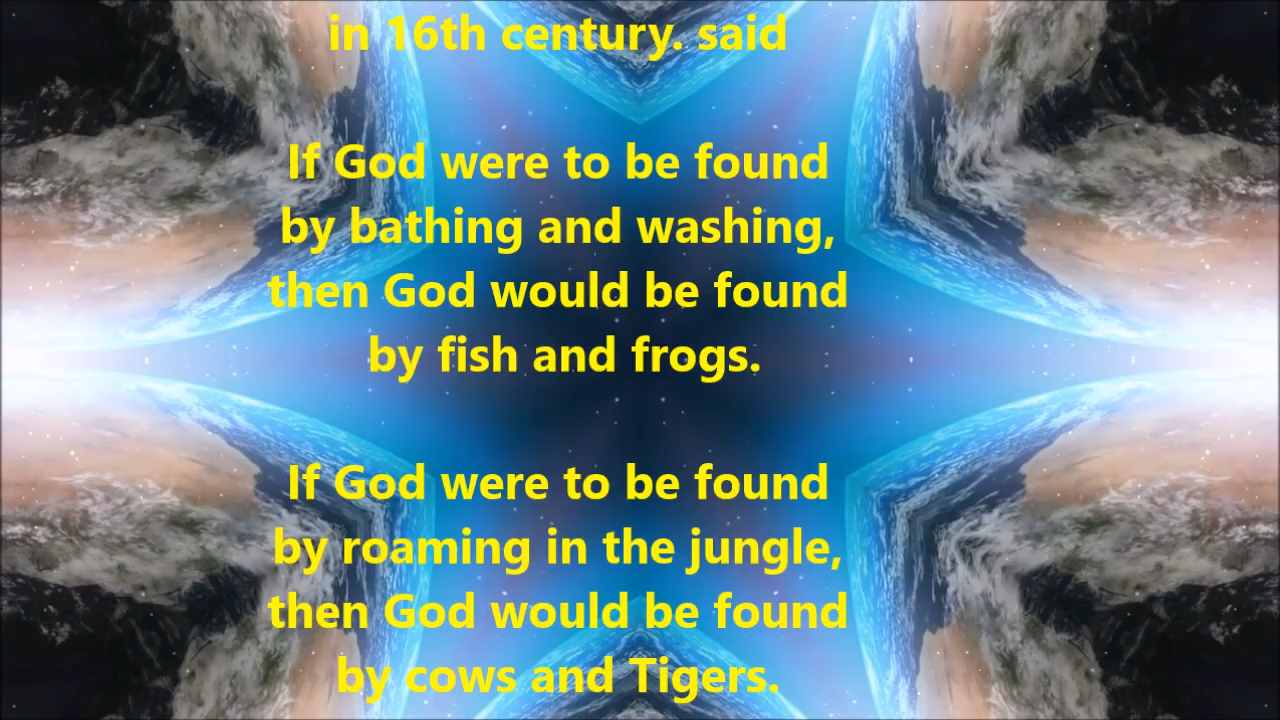 in 16th century. said
If God were to be found
by bathing and washing,
then God would be found
by fish and frogs.
If God were to be found
by roaming in the jungle,
then God would be found
by cows and Tigers.